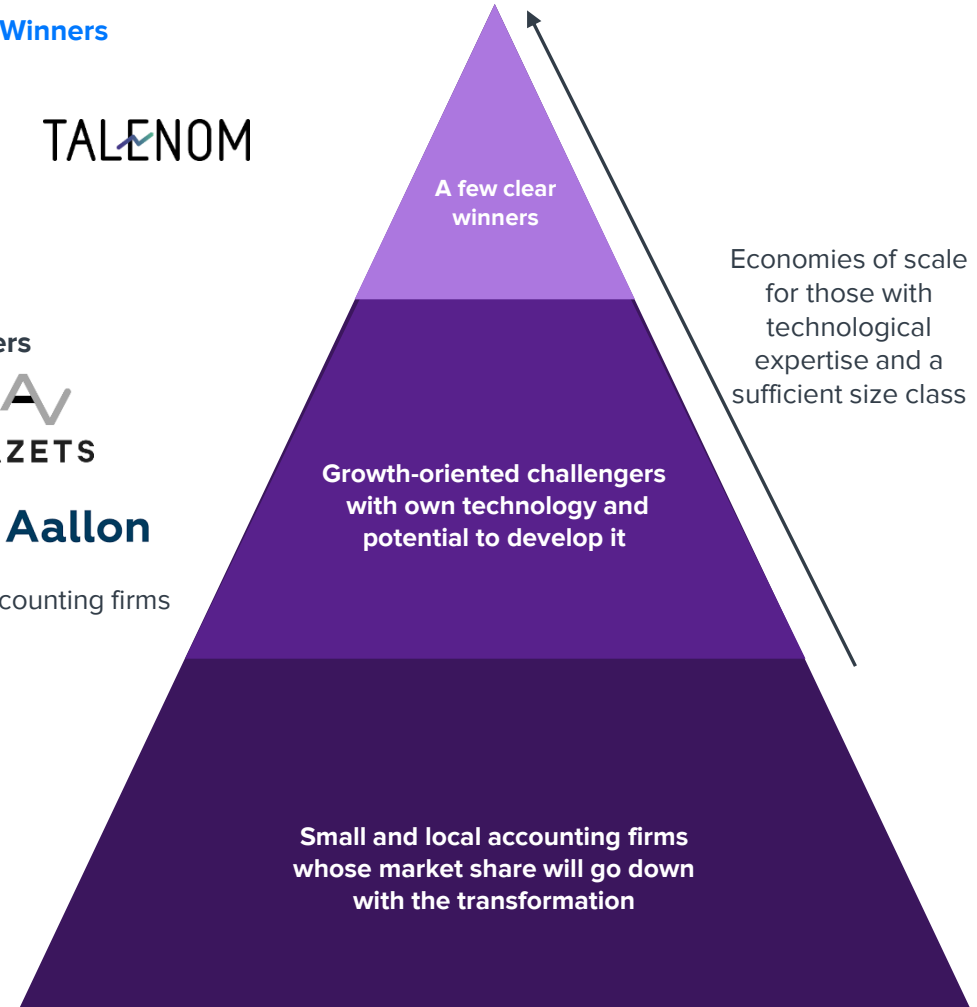 Winners
TALENOM
A few clear
winners
Economies of scale
for those with
technological
expertise and a
sufficient size class
ers
ZETS
Growth-oriented challengers
with own technology and
potential to develop it
Aallon
counting firms
Small and local accounting firms
whose market share will go down
with the transformation